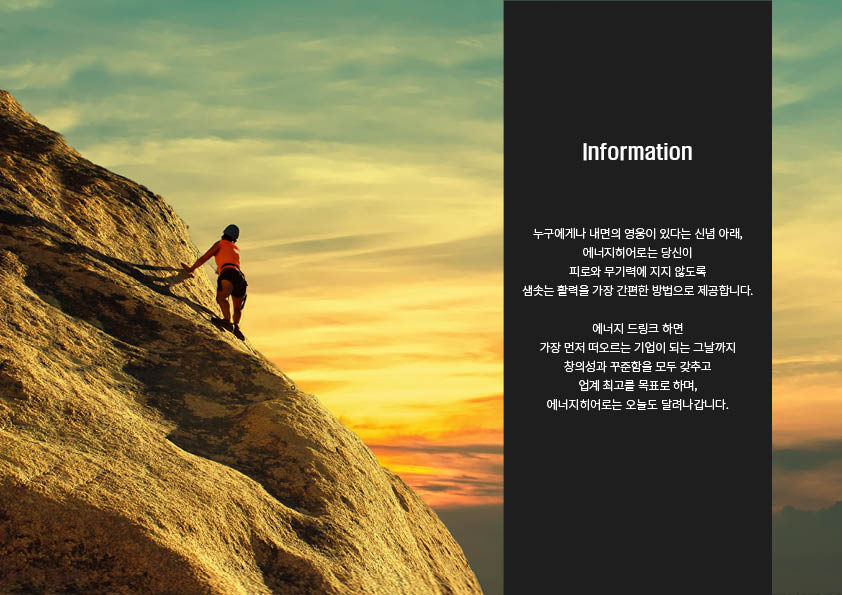 Information
누구에게나 내면의 영웅이 있다는 신념 아래,
에너지히어로는 당신이
피로와 무기력에 지지 않도록
샘솟는 활력을 가장 간편한 방법으로 제공합니다.
에너지 드링크 하면
가장 먼저 떠오르는 기업이 되는 그날까지
창의성과 꾸준함을 모두 갖추고
업계 최고를 목표로 하며,
에너지히어로는 오늘도 달려나갑니다.